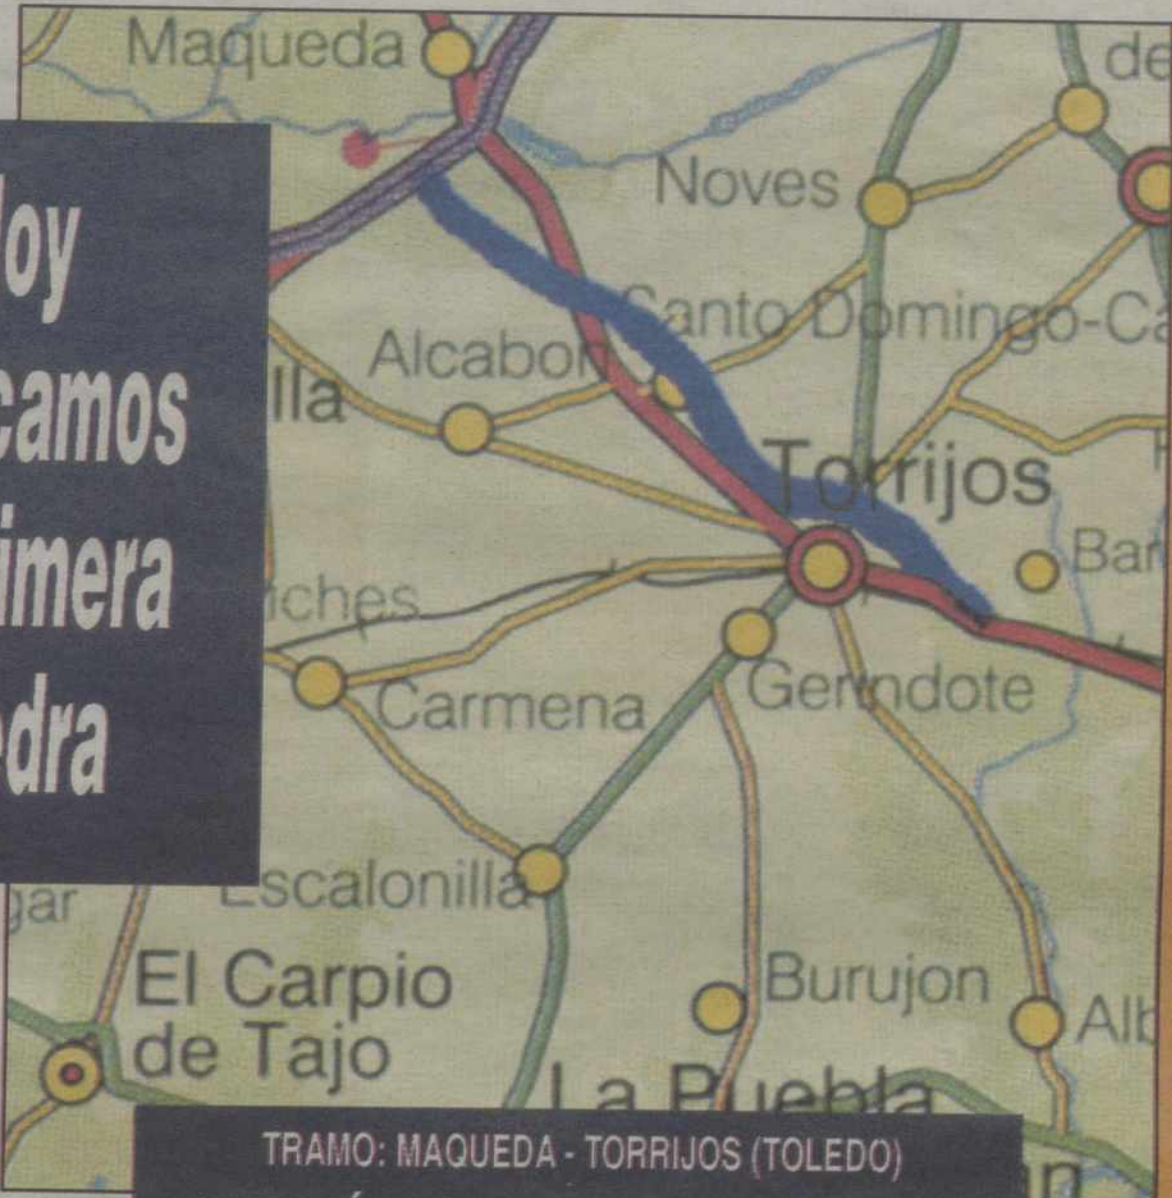 Maqueda
de
Noves
Santo Domingo-Ca
Alcabon
lla
Torrijos
Bar
iches
Carmena
Gerindote
Escalonilla
gar
El Carpio
de Tajo
Burujon
Alb
La Puebla
oy
camos
imera
edra
TRAMO: MAQUEDA - TORRIJOS (TOLEDO)